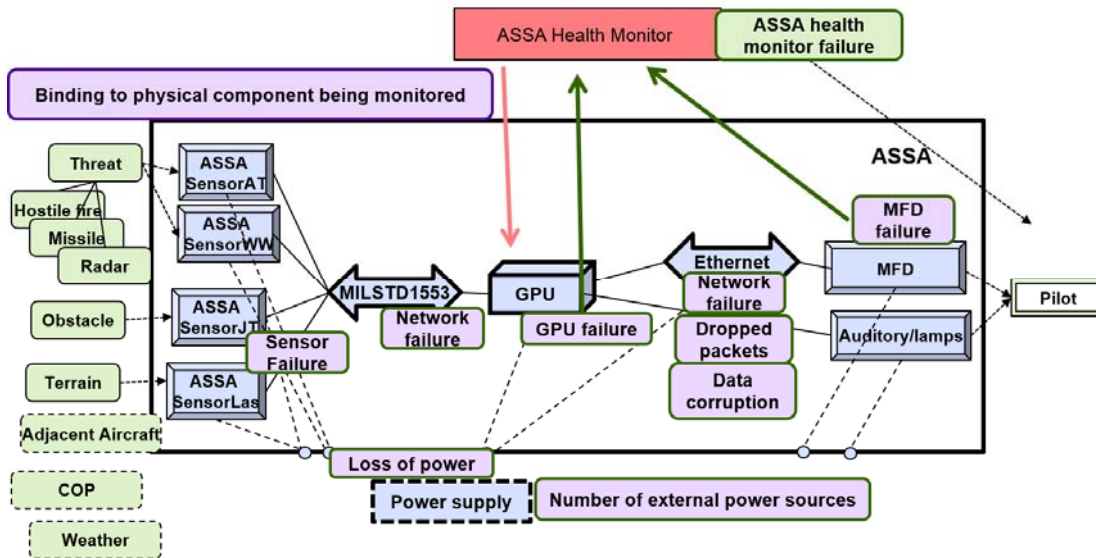 ASSA Health Monitor
ASSA health
monitor failure
Binding to physical component being monitored
ASSA
Threat
Hostile fire
Missile
Radar
ASSA
SensorAT
ASSA
SensorWW
MFD
failure
Ethernet
MFD
MILSTD1553
GPU
Network
failure
Pilot
Obstacle
ASSA
SensorJT
Network
failure
GPU failure
Dropped
packets
Auditory/lamps
Sensor
Failure
Terrain
ASSA
SensorLas
Data
corruption
Adjacent Aircraft
Loss of power
COP
Power supply
Number of external power sources
Weather